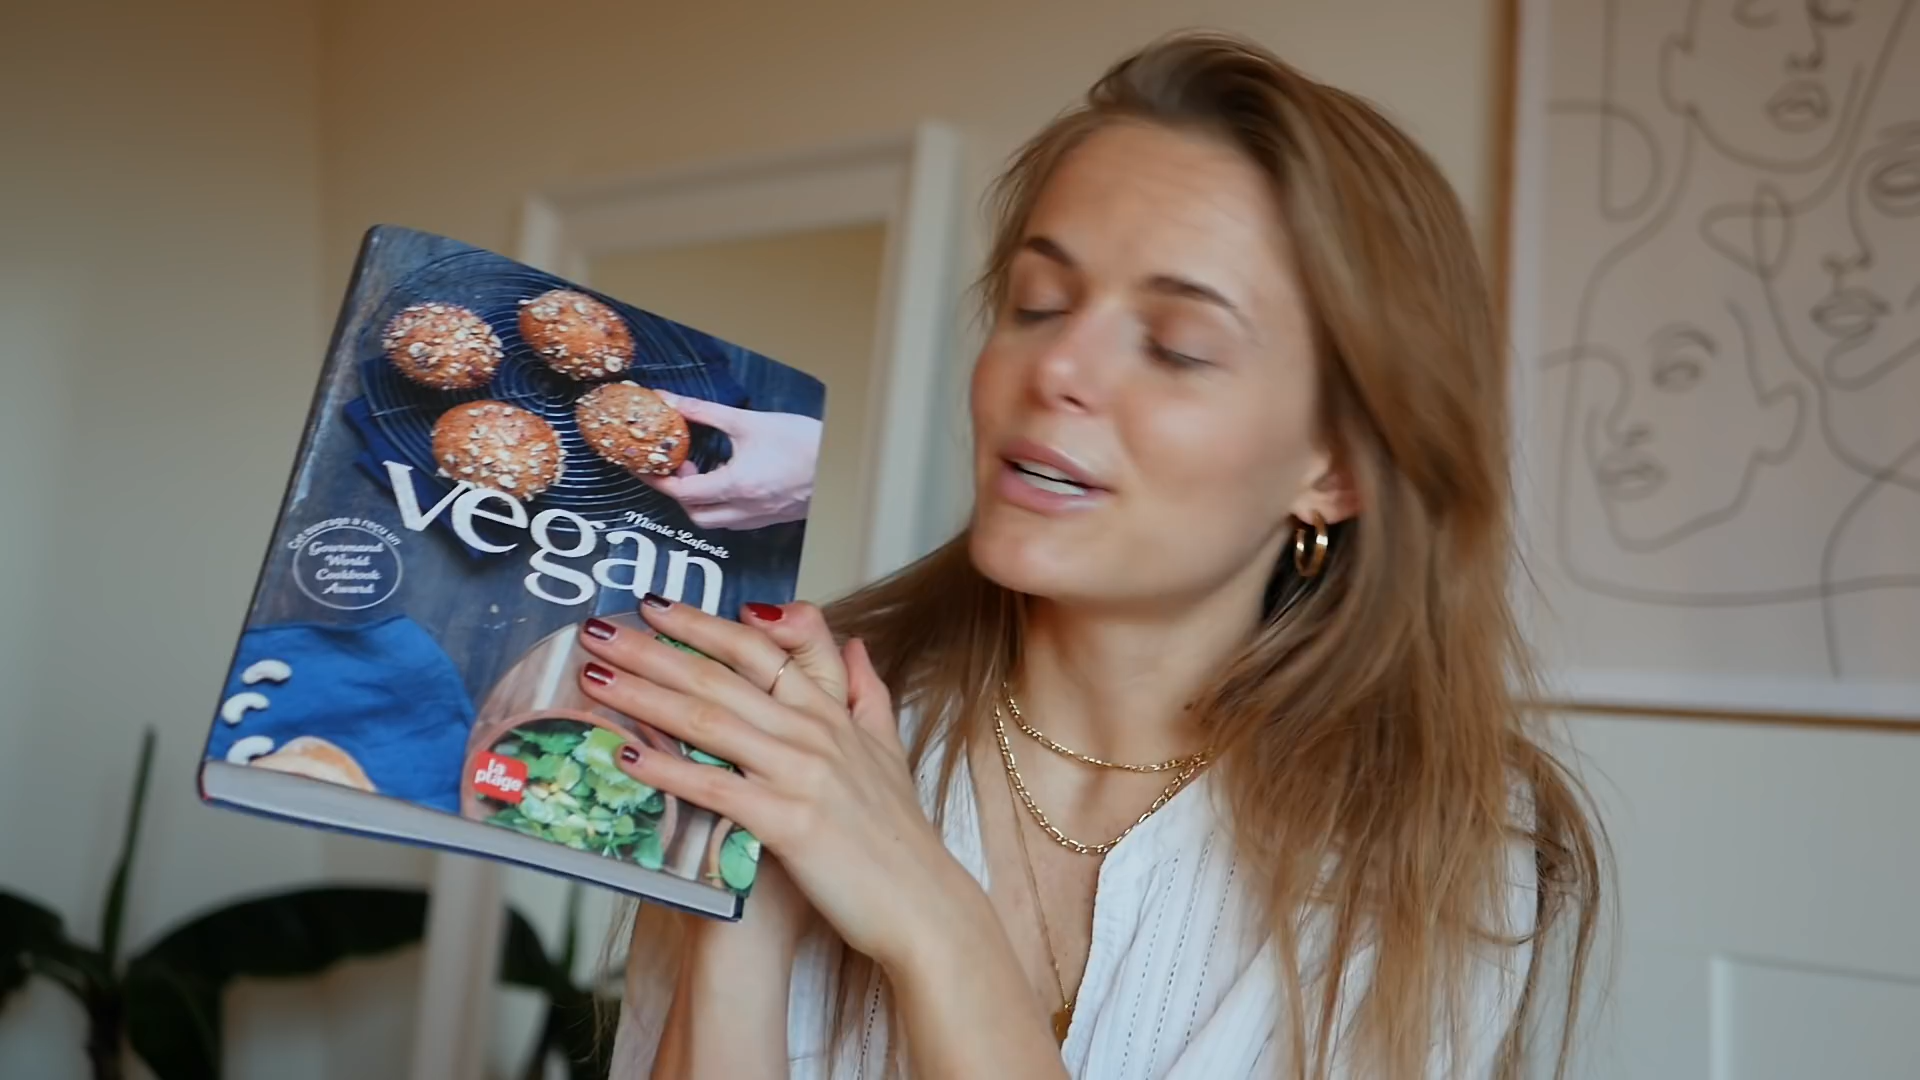 vegan
Marie Laforêt
Cet ouvrage a reçu un
Gourmand
World
Cookbook
Award
la
plage